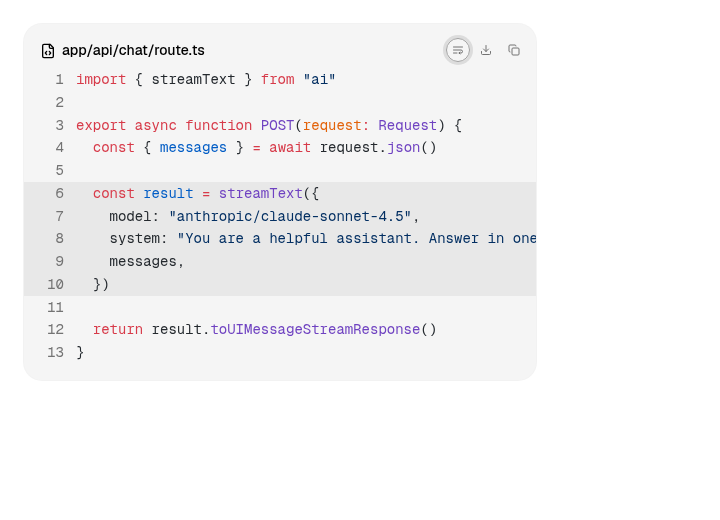 app/api/chat/route.ts
1 import { streamText } from "ai"
2
3 export async function POST(request: Request) {
4   const { messages } = await request.json()
5
6   const result = streamText({
7     model: "anthropic/claude-sonnet-4.5",
8     system: "You are a helpful assistant. Answer in one
9     messages,
10   })
11
12   return result.toUIMessageStreamResponse()
13 }